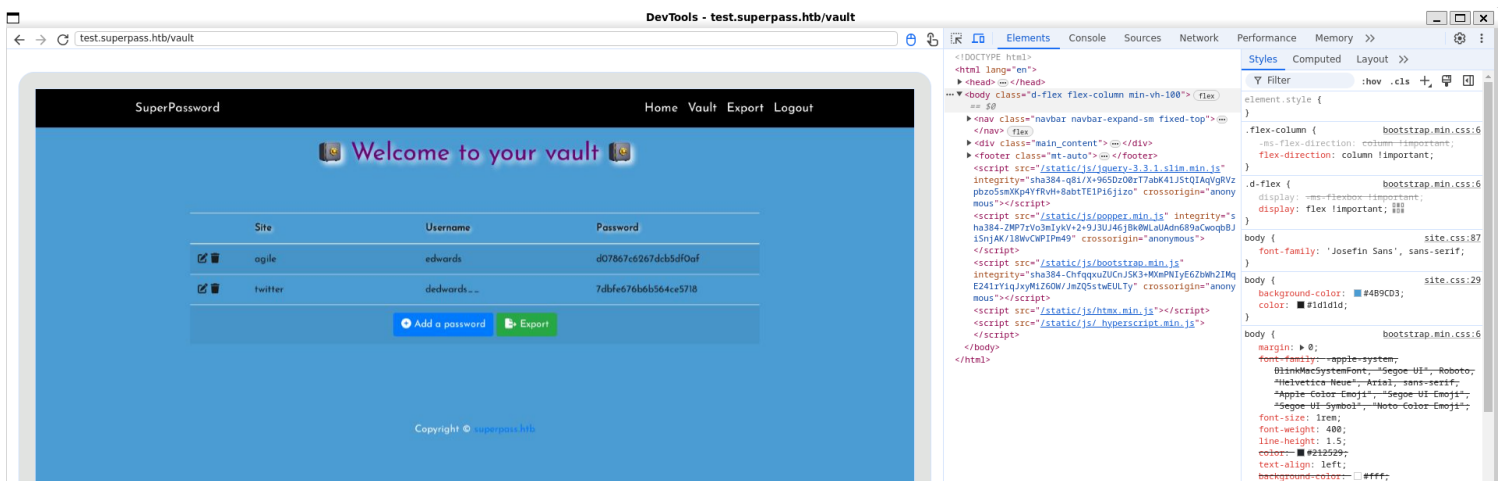 DevTools - test.superpass.htb/vault
test.superpass.htb/vault
SuperPassword
Home Vault Export Logout
Welcome to your vault
Site Username Password
agile edwards d07867c6267dcb5df0af
twitter dedwards__ 7dbfe676b6b564ce5718
Add a password Export
Copyright © superpass.htb
Elements Console Sources Network Performance Memory >>
<!DOCTYPE html>
<html lang="en">
<head> </head>
<body class="d-flex flex-column min-vh-100"> flex
== $0
<nav class="navbar navbar-expand-sm fixed-top">
</nav> flex
<div class="main_content"> </div>
<footer class="mt-auto"> </footer>
<script src="/static/js/jquery-3.3.1.slim.min.js"
integrity="sha384-q8i/X+965DzO0rT7abK41JStQIAqVgRVz
pbzo5smXKp4YfRvH+8abtTE1Pi6jizo" crossorigin="anony
mous"></script>
<script src="/static/js/popper.min.js" integrity="s
ha384-ZMP7rVo3mIykV+2+9J3UJ46jBk0WLaUAdn689aCwoqbBJ
iSnjAK/l8WvCWPIPm49" crossorigin="anonymous">
</script>
<script src="/static/js/bootstrap.min.js"
integrity="sha384-ChfqqxuZUCnJSK3+MXmPNIyE6ZbWh2IMq
E241rYiqJxyMiZ6OW/JmZQ5stwEULTy" crossorigin="anony
mous"></script>
<script src="/static/js/htmx.min.js"></script>
<script src="/static/js/_hyperscript.min.js">
</script>
</body>
</html>
Styles Computed Layout >>
Filter :hov .cls
element.style {
}
.flex-column { bootstrap.min.css:6
-ms-flex-direction: column !important;
flex-direction: column !important;
}
.d-flex { bootstrap.min.css:6
display: -ms-flexbox !important;
display: flex !important;
}
body { site.css:87
font-family: 'Josefin Sans', sans-serif;
}
body { site.css:29
background-color: #4B9CD3;
color: #1d1d1d;
}
body { bootstrap.min.css:6
margin: 0;
font-family: -apple-system,
BlinkMacSystemFont, "Segoe UI", Roboto,
"Helvetica Neue", Arial, sans-serif,
"Apple Color Emoji", "Segoe UI Emoji",
"Segoe UI Symbol", "Noto Color Emoji";
font-size: 1rem;
font-weight: 400;
line-height: 1.5;
color: #212529;
text-align: left;
background-color: #fff;